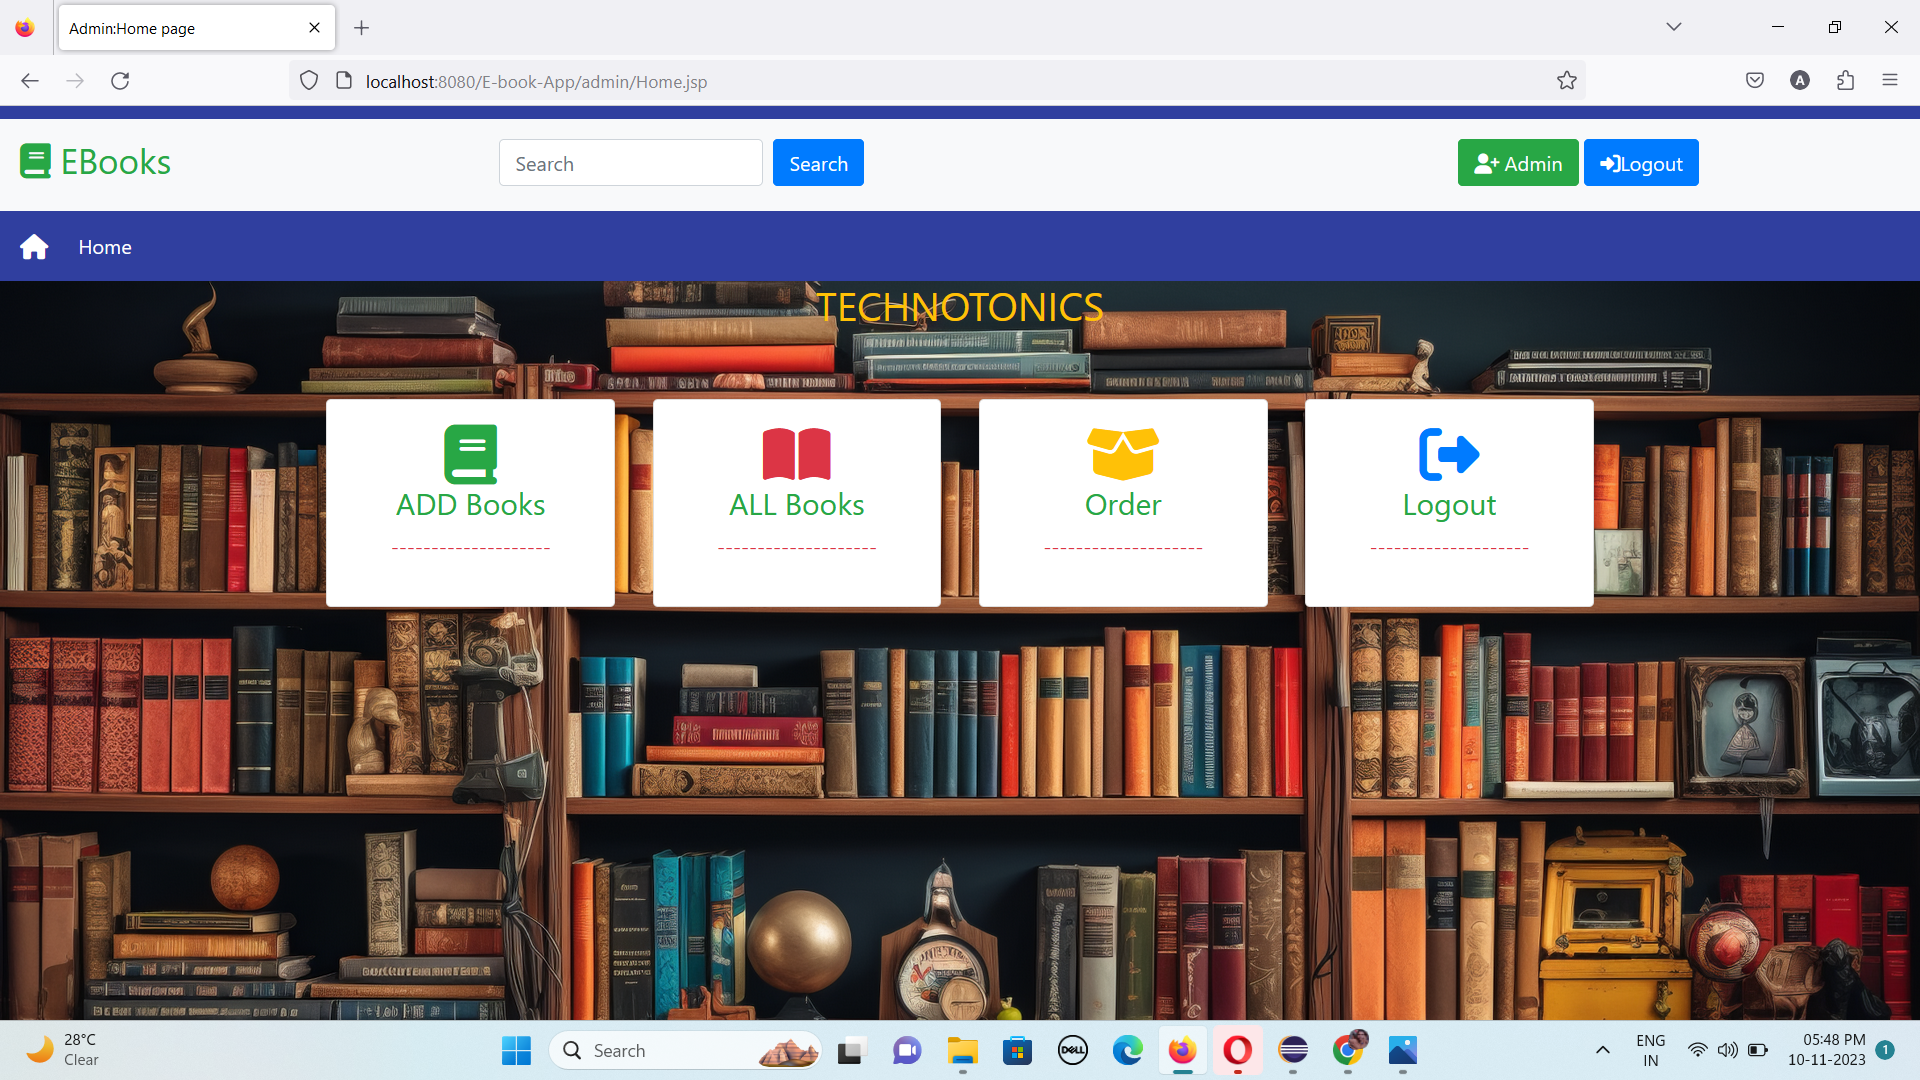 Admin:Home page
localhost:8080/E-book-App/admin/Home.jsp
A
EBooks
Search
Search
Admin
Logout
Home
TECHNOTONICS
ADD Books
--------------------
ALL Books
--------------------
Order
--------------------
Logout
--------------------
28°C
Clear
Search
DELL
ENG
IN
05:48 PM
10-11-2023
1